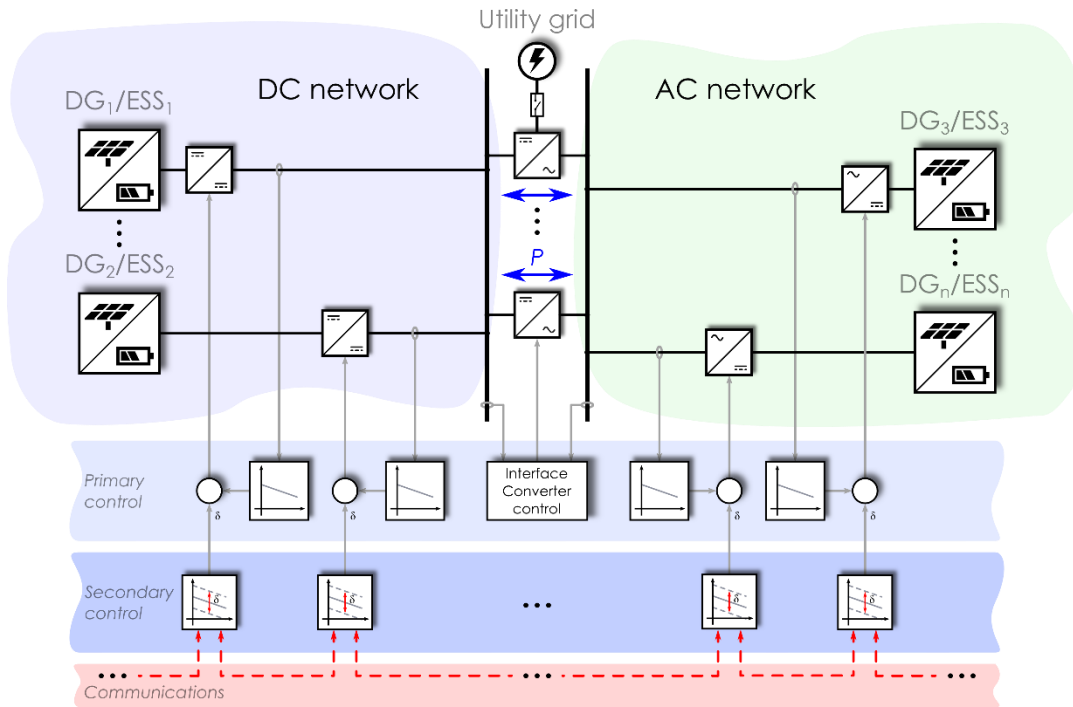 Utility grid
DC network
AC network
DG1/ESS1
DG3/ESS3
DG2/ESS2
P
DGn/ESSn
Primary
control
Interface
Converter
control
δ
δ
δ
δ
Secondary
control
δ
δ
δ
δ
Communications